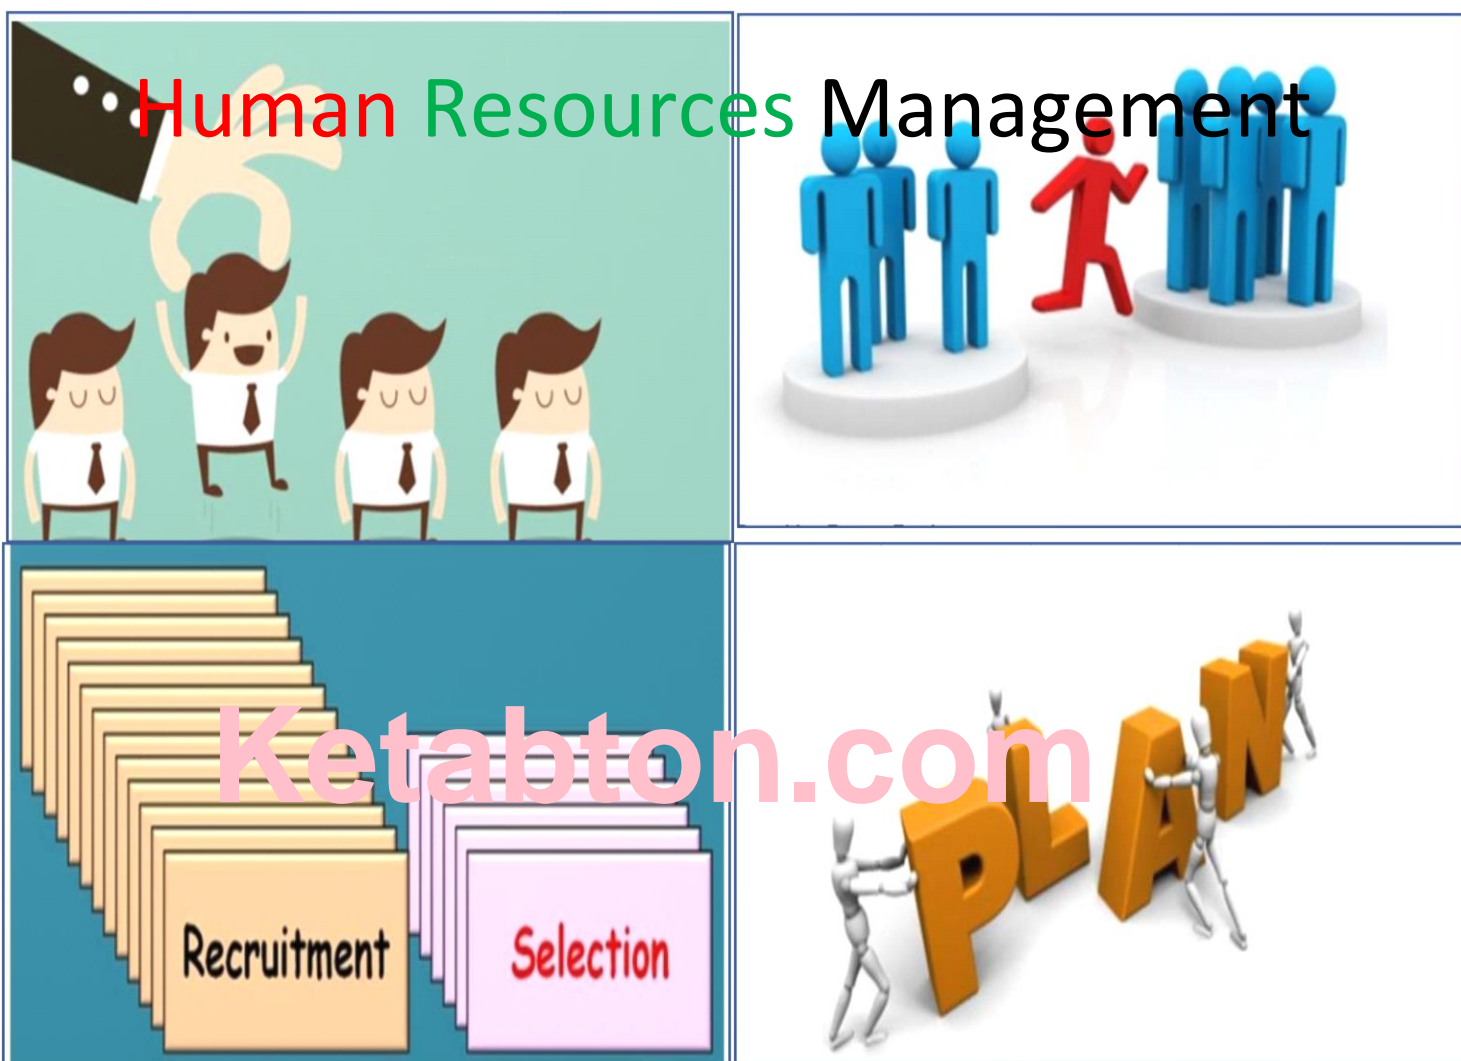 Human Resources Management
PLAN
Ketabton.com
Recruitment
Selection